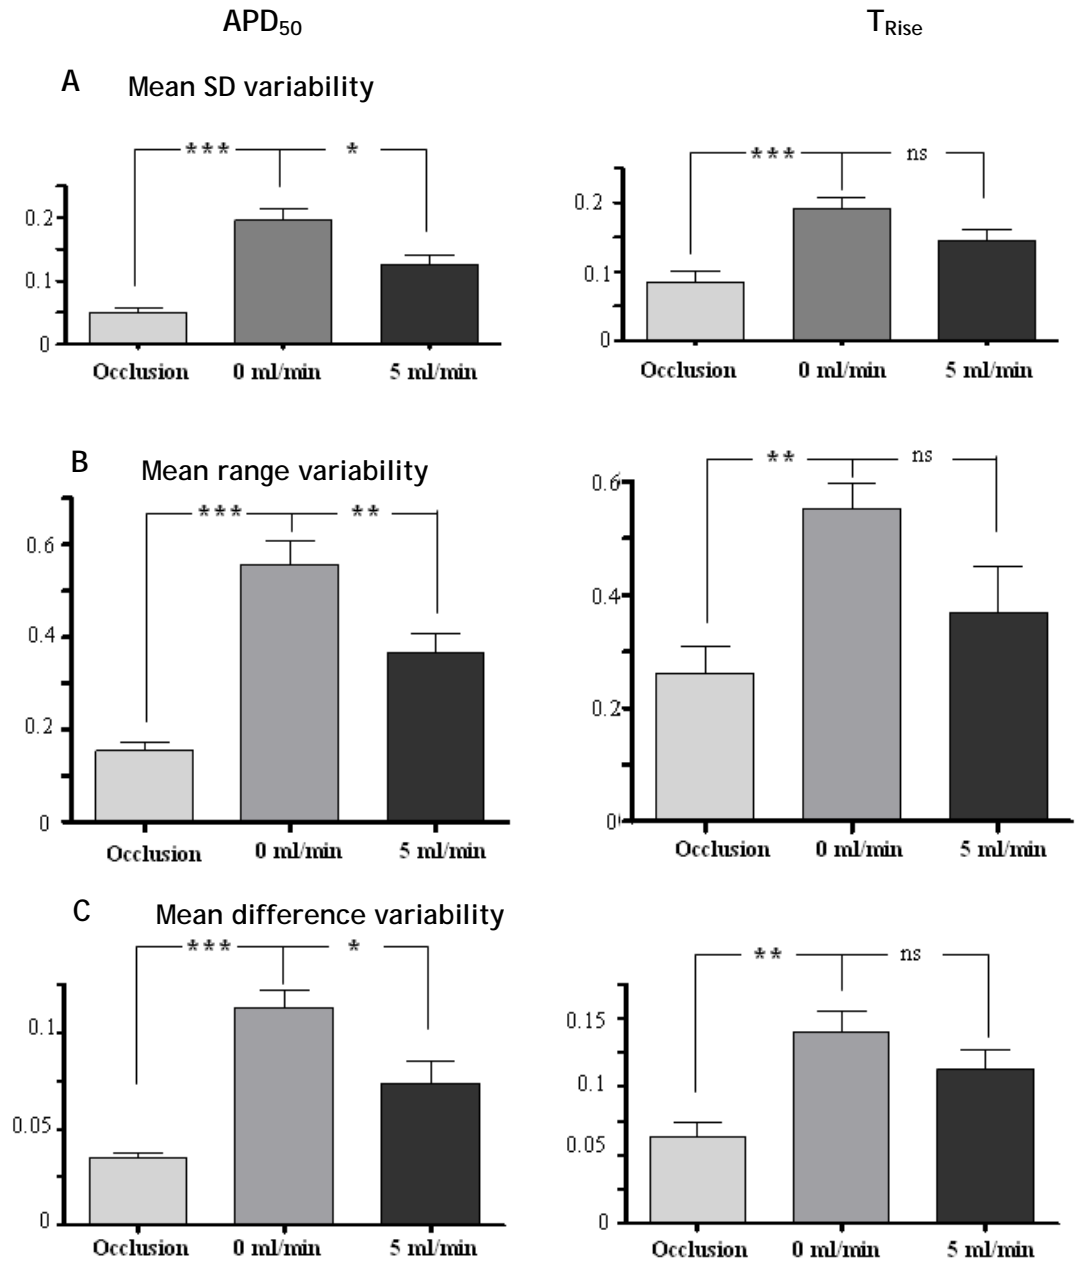 APD₅₀ T_Rise
A Mean SD variability
*** *
*** ns
0.2
0.1
0
Occlusion 0 ml/min 5 ml/min
0.2
0.1
0
Occlusion 0 ml/min 5 ml/min
B Mean range variability
*** **
** ns
0.6
0.4
0.2
0
Occlusion 0 ml/min 5 ml/min
0.6
0.4
0.2
0
Occlusion 0 ml/min 5 ml/min
C Mean difference variability
*** *
** ns
0.1
0.05
0
Occlusion 0 ml/min 5 ml/min
0.15
0.1
0.05
0
Occlusion 0 ml/min 5 ml/min